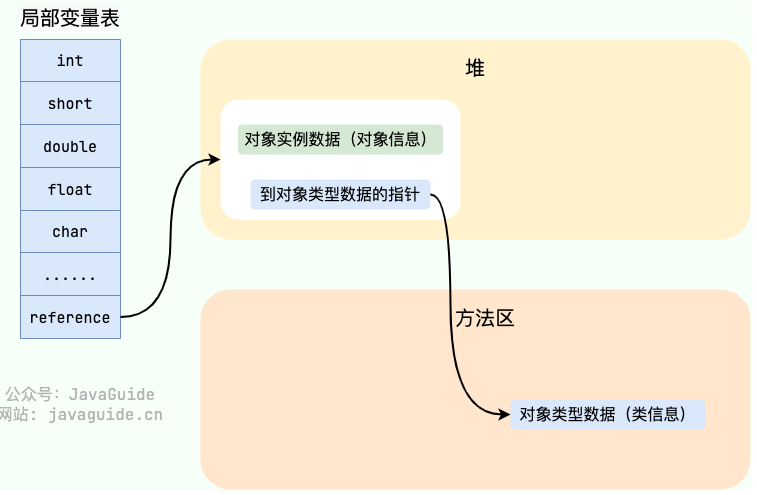 局部变量表
int
short
double
float
char
......
reference
堆
对象实例数据（对象信息）
到对象类型数据的指针
方法区
对象类型数据（类信息）
公众号：JavaGuide
网站：javaguide.cn